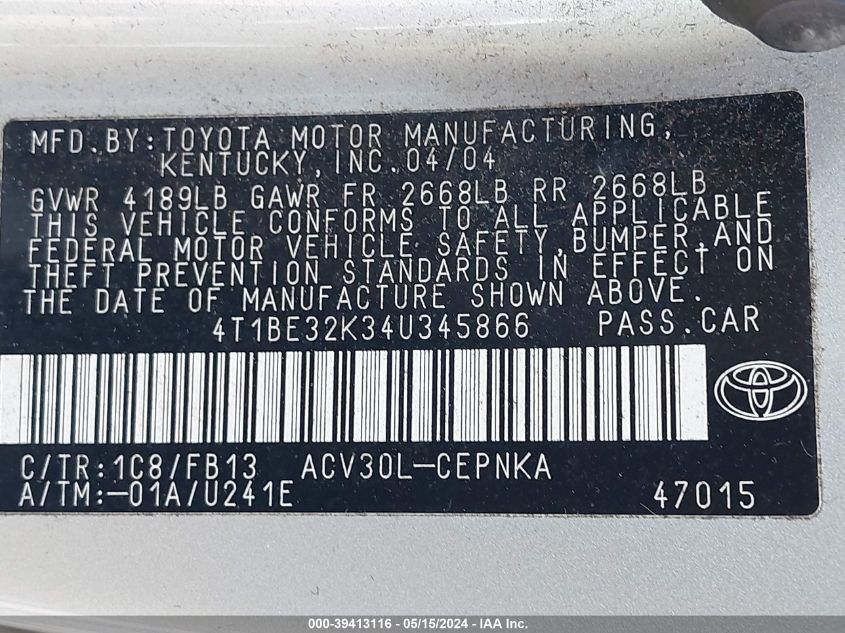 MFD. BY: TOYOTA MOTOR MANUFACTURING,
KENTUCKY, INC. 04/04
GVWR 4189LB GAWR FR 2668LB RR 2668LB
THIS VEHICLE CONFORMS TO ALL APPLICABLE
FEDERAL MOTOR VEHICLE SAFETY, BUMPER, AND
THEFT PREVENTION STANDARDS IN EFFECT ON
THE DATE OF MANUFACTURE SHOWN ABOVE.
4T1BE32K34U345866 PASS. CAR
C/TR: 1C8/FB13 ACV30L-CEPNKA
A/TM:-01A/U241E 47015
000-39413116 - 05/15/2024 - IAA Inc.